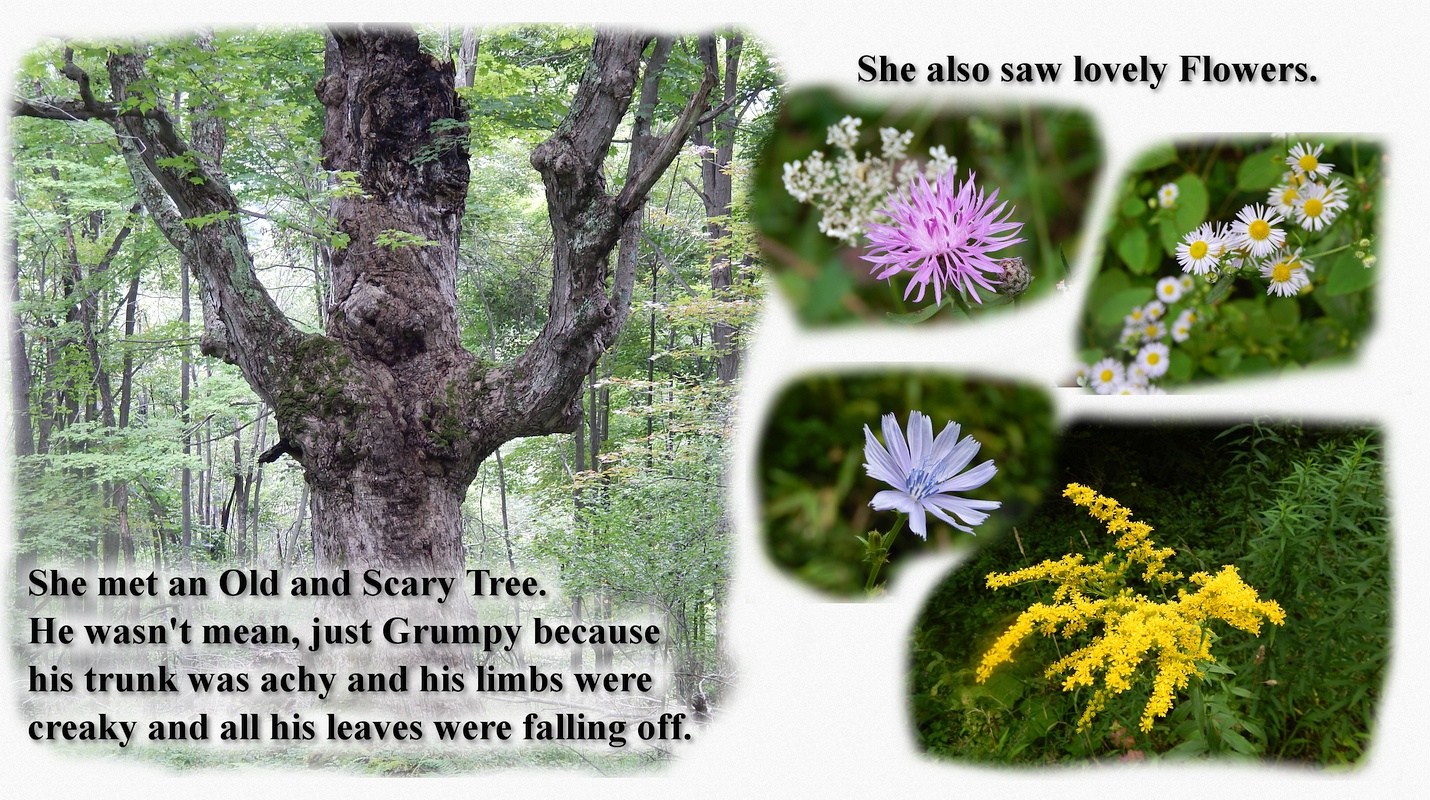 She met an Old and Scary Tree.
He wasn't mean, just Grumpy because
his trunk was achy and his limbs were
creaky and all his leaves were falling off.
She also saw lovely Flowers.